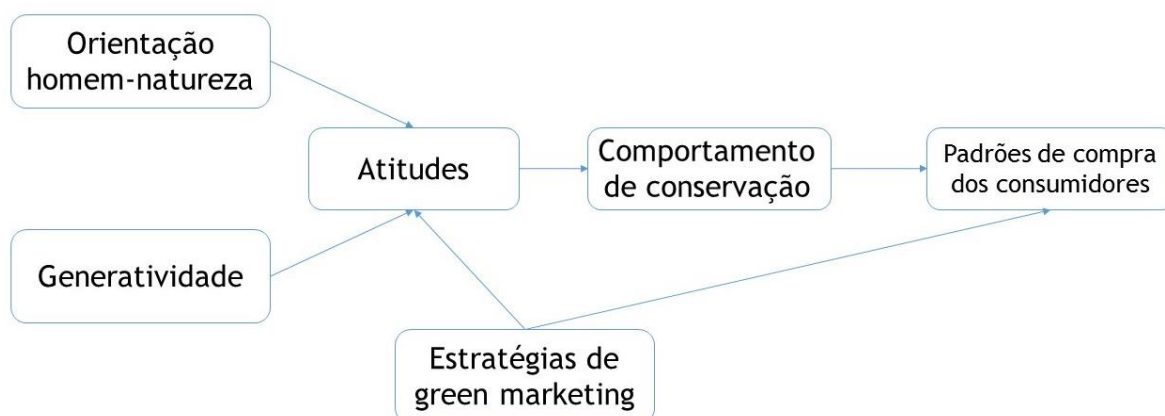 Orientação
homem-natureza
Atitudes
Comportamento
de conservação
Padrões de compra
dos consumidores
Generatividade
Estratégias de
green marketing